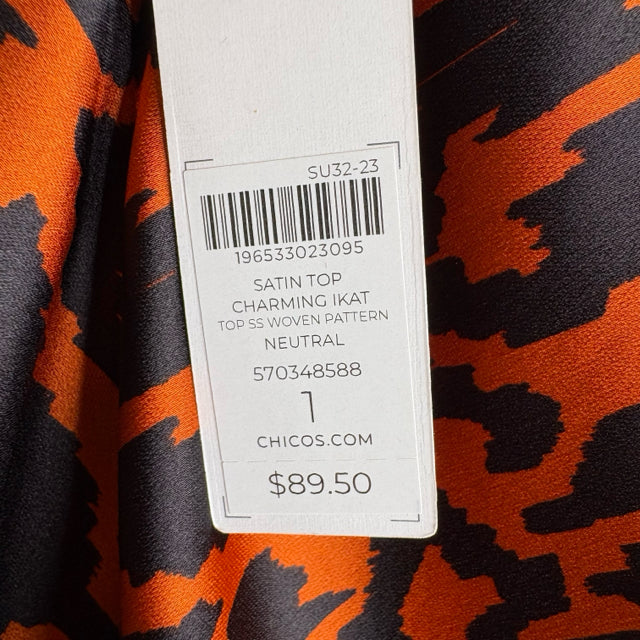 SU32-23
196533023095
SATIN TOP
CHARMING IKAT
TOP SS WOVEN PATTERN
NEUTRAL
570348588
1
CHICOS.COM
$89.50